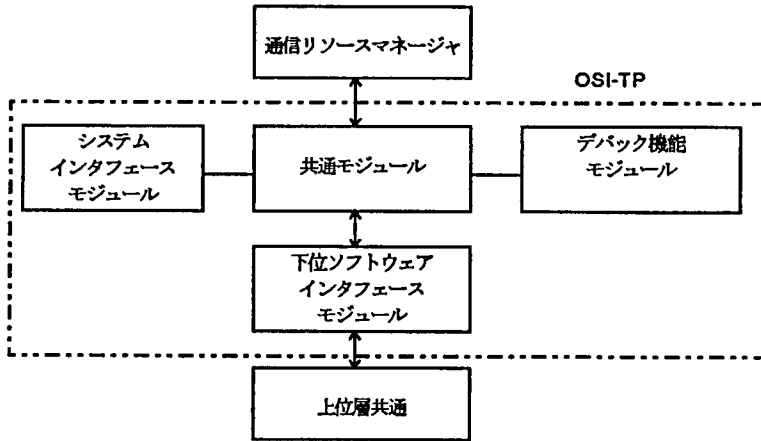 通信リソースマネージャ
OSI-TP
システム
インタフェース
モジュール
共通モジュール
デバック機能
モジュール
下位ソフトウェア
インタフェース
モジュール
上位層共通